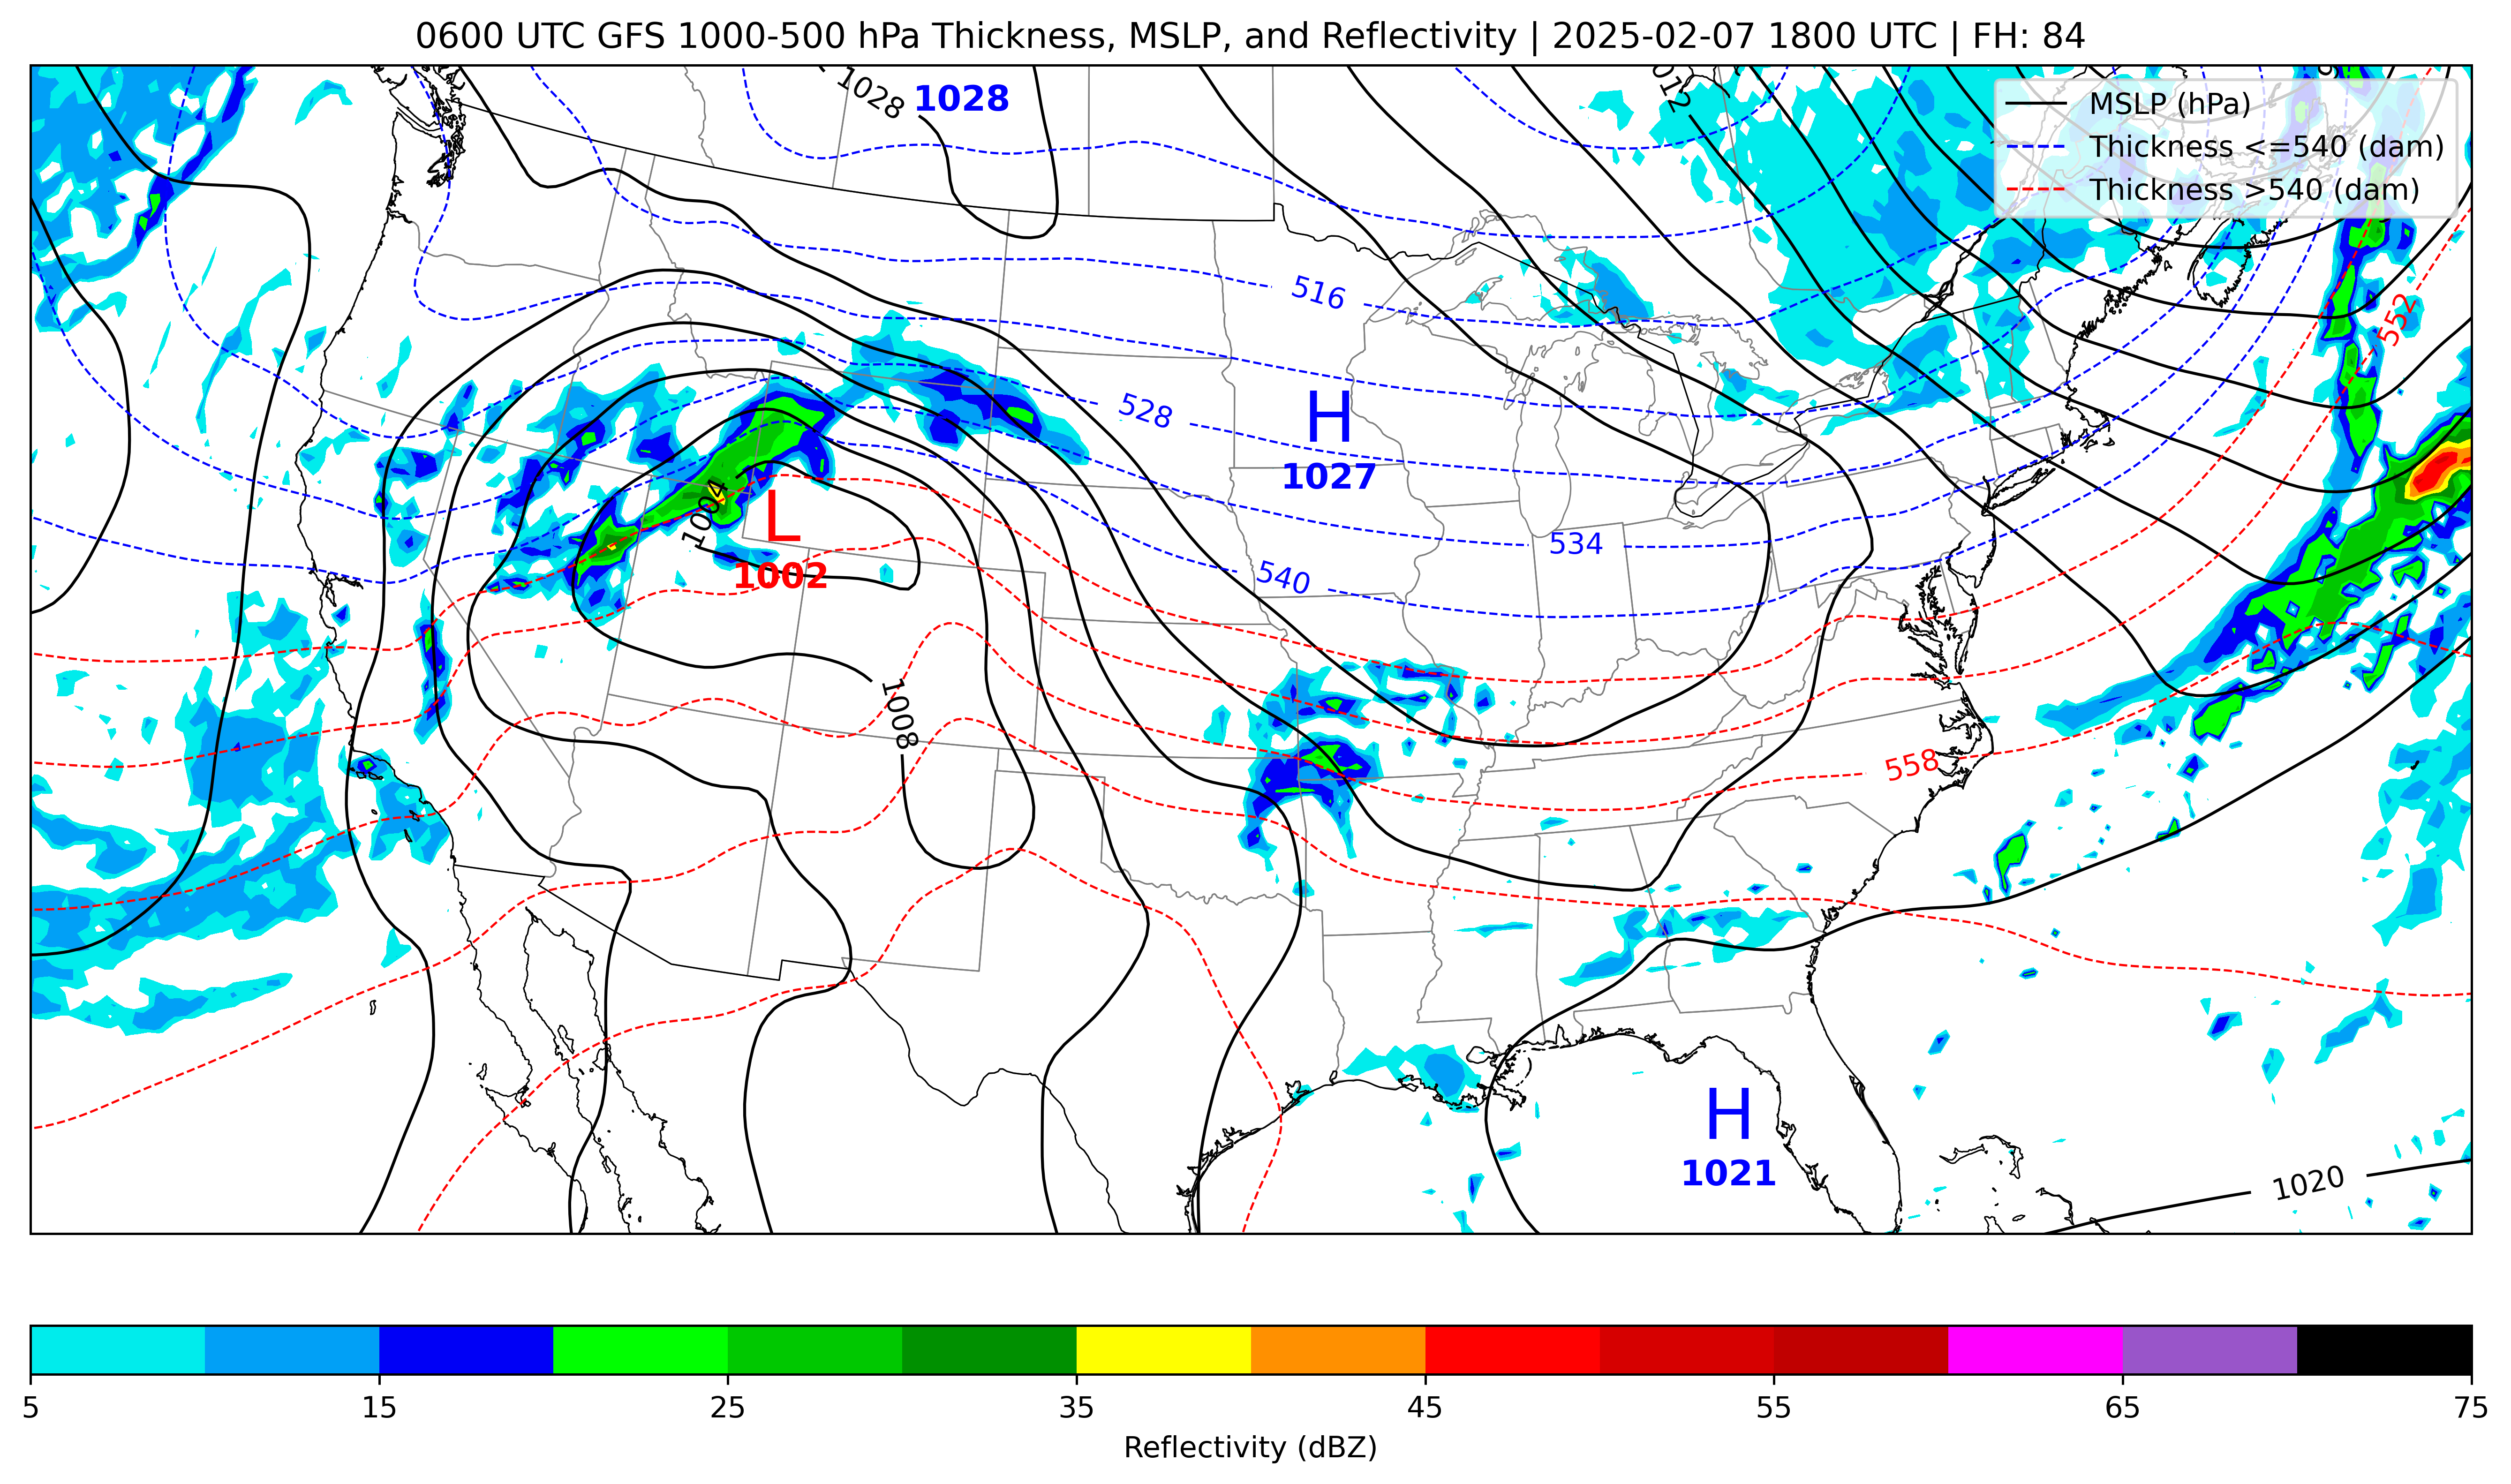 0600 UTC GFS 1000-500 hPa Thickness, MSLP, and Reflectivity | 2025-02-07 1800 UTC | FH: 84
1028
1028
012
MSLP (hPa)
Thickness <=540 (dam)
Thickness >540 (dam)
516
552
528
H
1027
1004
L
1002
534
540
1008
558
H
1021
1020
5 15 25 35 45 55 65 75
Reflectivity (dBZ)